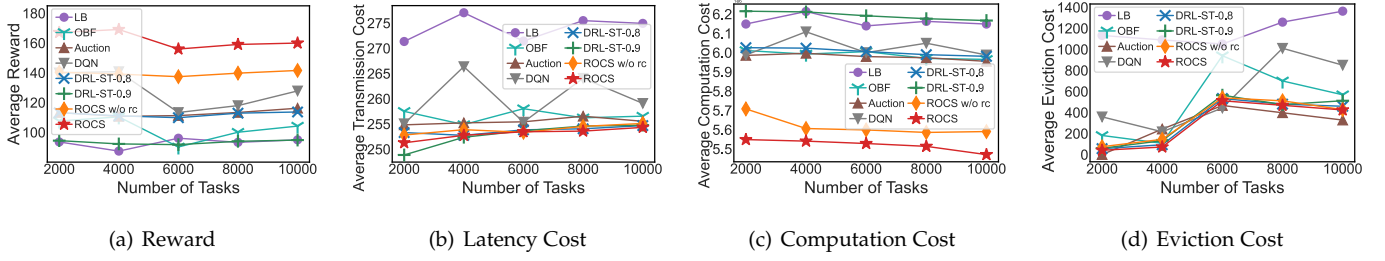 Average Reward
180
160
140
120
100
LB
OBF
Auction
DQN
DRL-ST-0.8
DRL-ST-0.9
ROCS w/o rc
ROCS
2000 4000 6000 8000 10000
Number of Tasks
(a) Reward
Average Transmission Cost
2275
2270
2265
2260
2255
2250
LB DRL-ST-0.8
OBF DRL-ST-0.9
Auction ROCS w/o rc
DQN ROCS
2000 4000 6000 8000 10000
Number of Tasks
(b) Latency Cost
Average Computation Cost
6.2
6.1
6.0
5.9
5.8
5.7
5.6
5.5
LB DRL-ST-0.8
OBF DRL-ST-0.9
Auction ROCS w/o rc
DQN ROCS
2000 4000 6000 8000 10000
Number of Tasks
(c) Computation Cost
Average Eviction Cost
1400
1200
1000
800
600
400
200
0
LB DRL-ST-0.8
OBF DRL-ST-0.9
Auction ROCS w/o rc
DQN ROCS
2000 4000 6000 8000 10000
Number of Tasks
(d) Eviction Cost